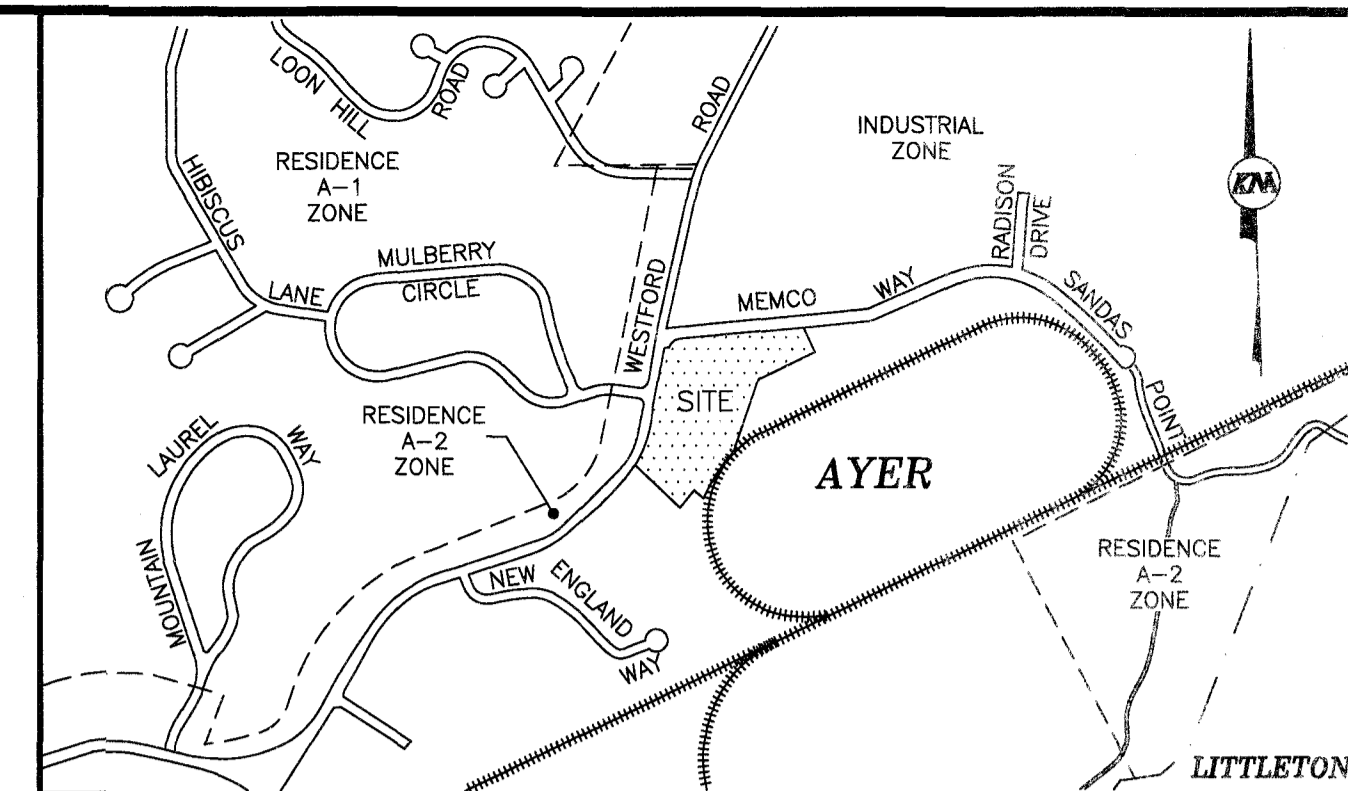 LOON HILL ROAD
ROAD
INDUSTRIAL
ZONE
RESIDENCE
A-1
ZONE
HIBISCUS
LANE
MULBERRY
CIRCLE
WESTFORD
RADISON
DRIVE
KNA
MEMCO WAY
SANDAS
POINT
SITE
RESIDENCE
A-2
ZONE
LAUREL WAY
MOUNTAIN
AYER
NEW ENGLAND
WAY
RESIDENCE
A-2
ZONE
LITTLETON